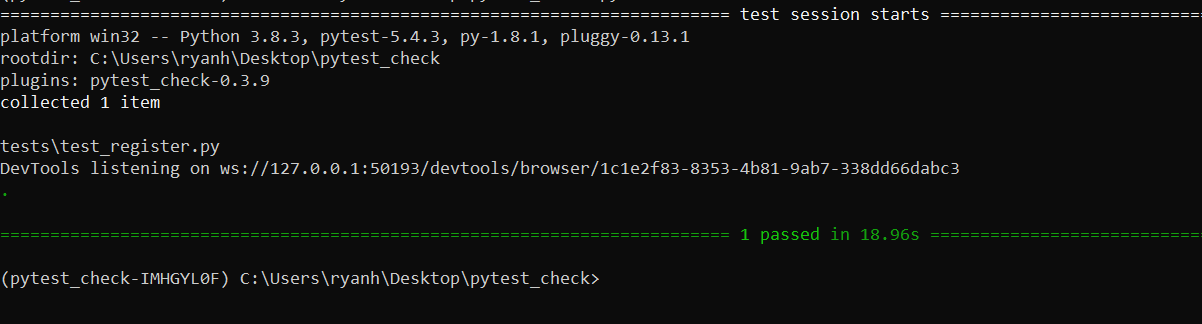 ============================ test session starts ============================
platform win32 -- Python 3.8.3, pytest-5.4.3, py-1.8.1, pluggy-0.13.1
rootdir: C:\Users\ryanh\Desktop\pytest_check
plugins: pytest_check-0.3.9
collected 1 item
tests\test_register.py
DevTools listening on ws://127.0.0.1:50193/devtools/browser/1c1e2f83-8353-4b81-9ab7-338dd66dabc3
.
============================ 1 passed in 18.96s ============================
(pytest_check-IMHGYL0F) C:\Users\ryanh\Desktop\pytest_check>